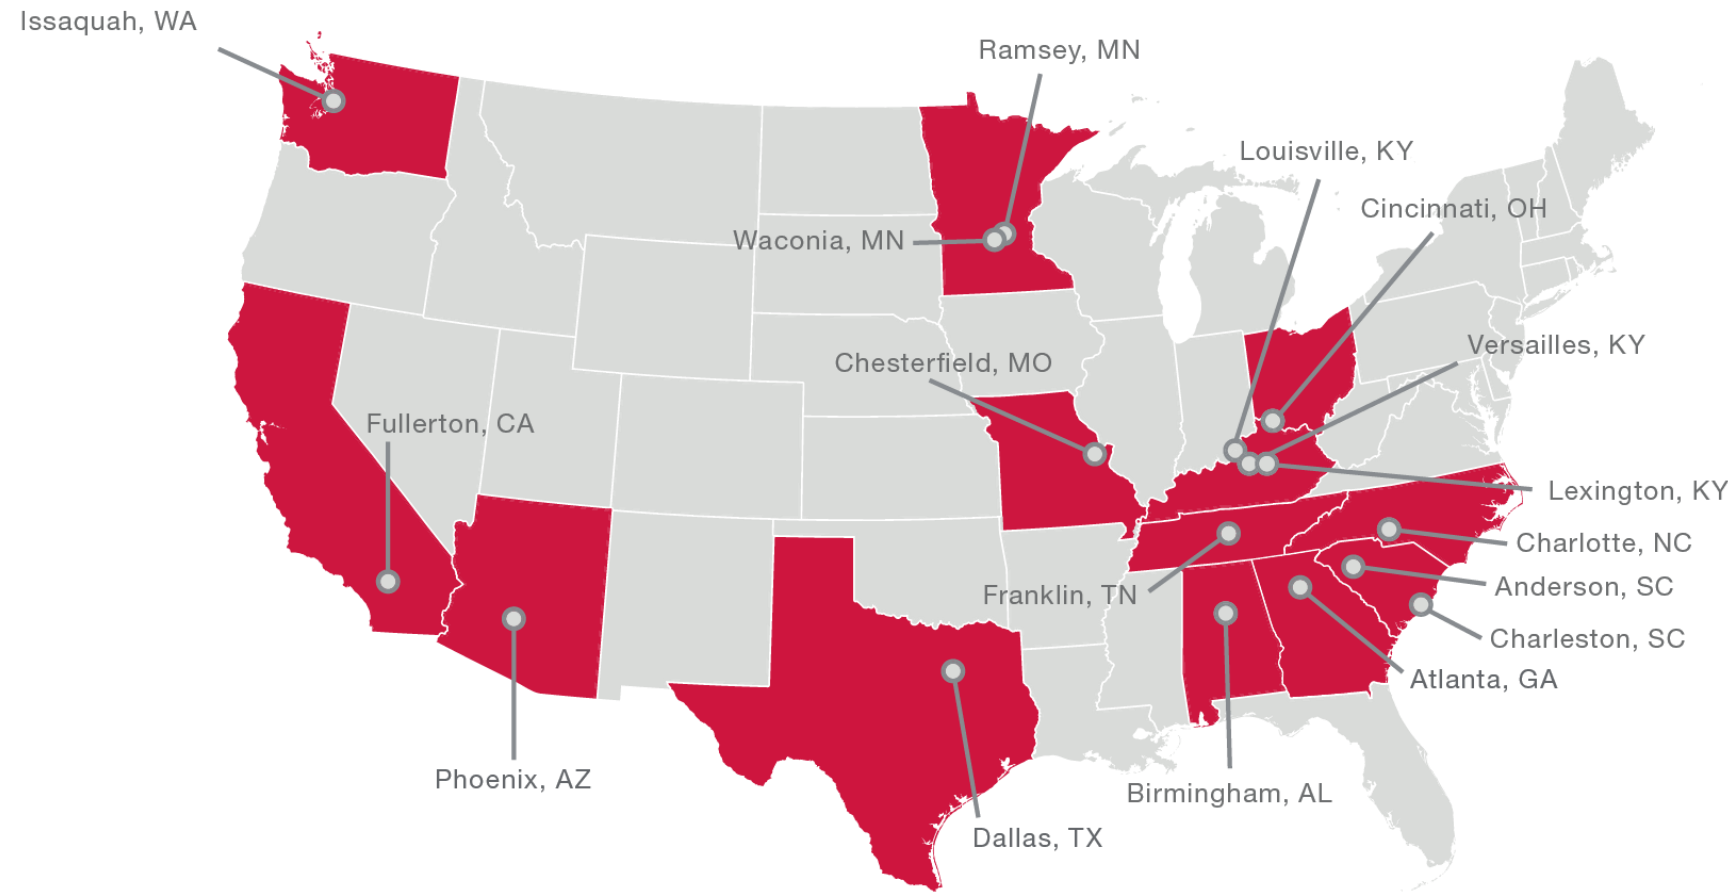 Issaquah, WA
Ramsey, MN
Louisville, KY
Cincinnati, OH
Waconia, MN
Versailles, KY
Chesterfield, MO
Fullerton, CA
Lexington, KY
Charlotte, NC
Anderson, SC
Franklin, TN
Charleston, SC
Atlanta, GA
Phoenix, AZ
Birmingham, AL
Dallas, TX